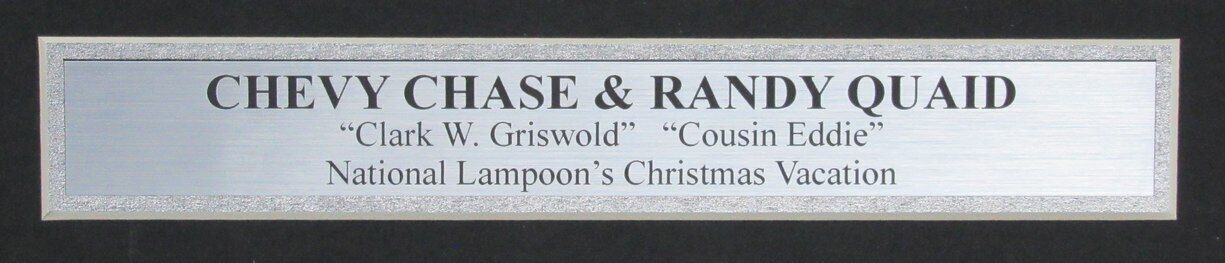 CHEVY CHASE & RANDY QUAID
“Clark W. Griswold” “Cousin Eddie”
National Lampoon’s Christmas Vacation